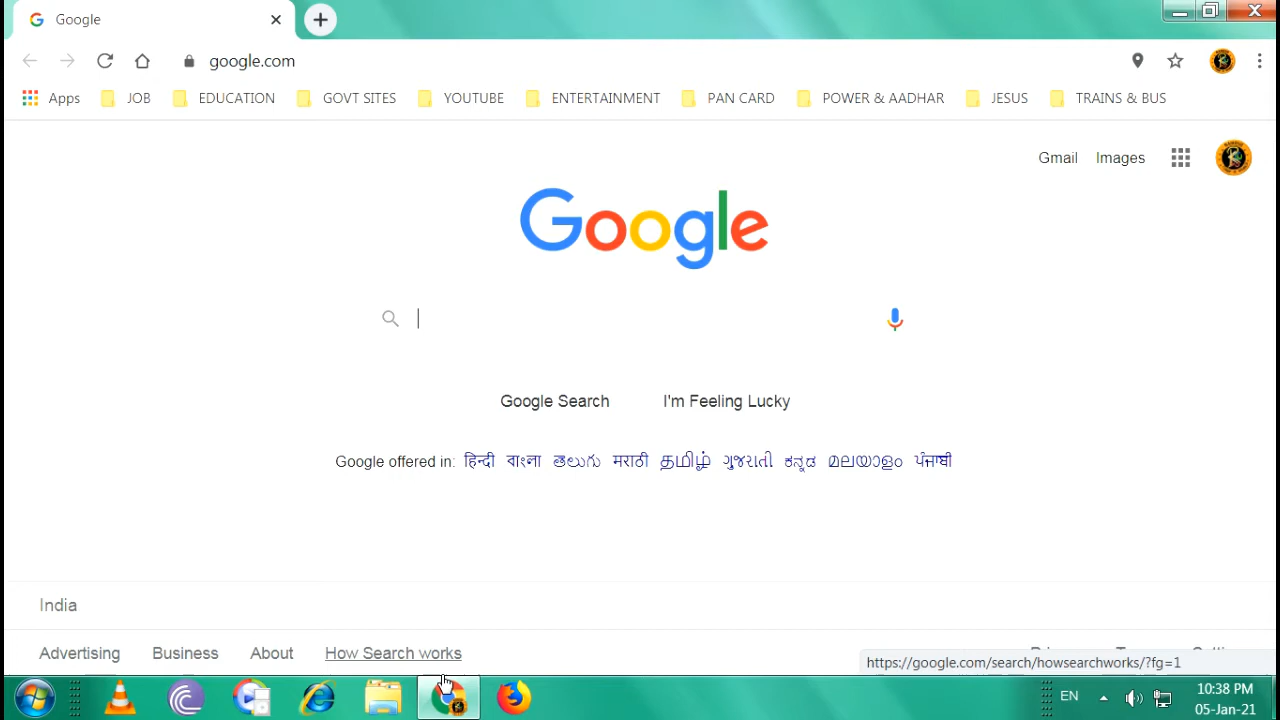 Google
google.com
Apps JOB EDUCATION GOVT SITES YOUTUBE ENTERTAINMENT PAN CARD POWER & AADHAR JESUS TRAINS & BUS
Gmail Images
Google
Google Search I'm Feeling Lucky
Google offered in: हिन्दी বাংলা తెలుగు मराठी தமிழ் ગુજરાતી ಕನ್ನಡ മലയാളം ਪੰਜਾਬੀ
India
Advertising Business About How Search works
https://google.com/search/howsearchworks/?fg=1
EN 10:38 PM
05-Jan-21